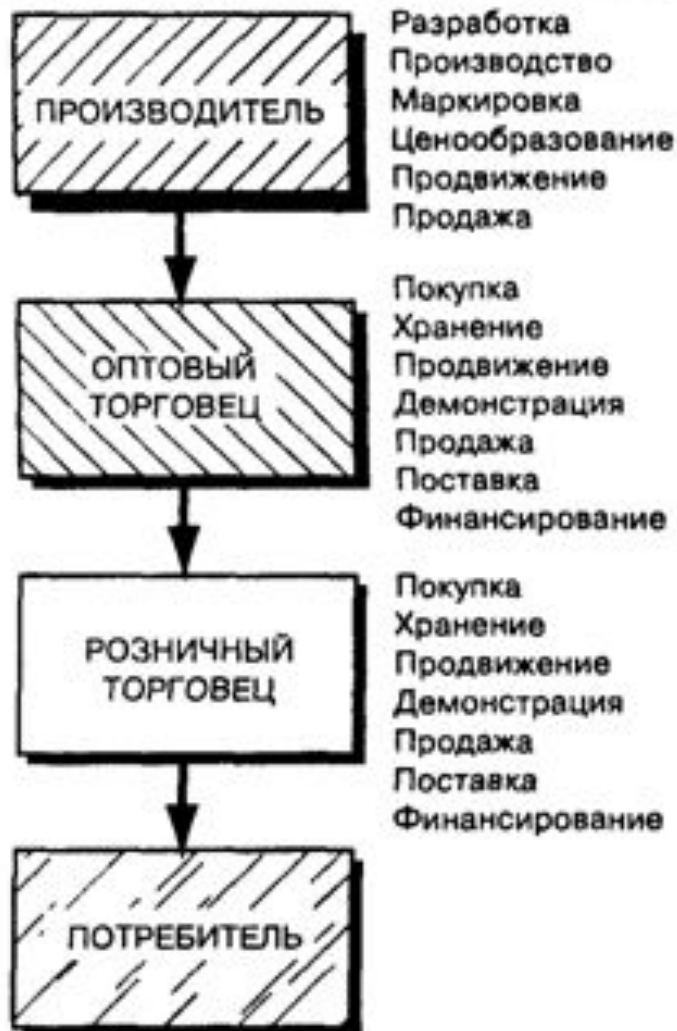 ПРОИЗВОДИТЕЛЬ
Разработка
Производство
Маркировка
Ценообразование
Продвижение
Продажа
ОПТОВЫЙ
ТОРГОВЕЦ
Покупка
Хранение
Продвижение
Демонстрация
Продажа
Поставка
Финансирование
РОЗНИЧНЫЙ
ТОРГОВЕЦ
Покупка
Хранение
Продвижение
Демонстрация
Продажа
Поставка
Финансирование
ПОТРЕБИТЕЛЬ